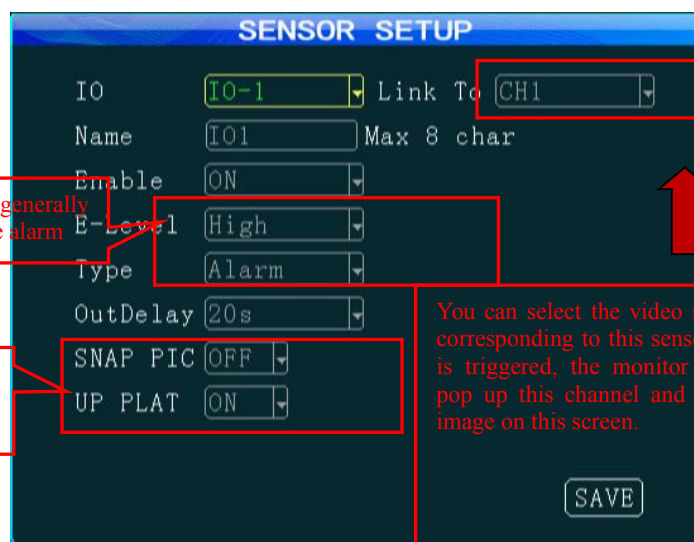 SENSOR SETUP
IO IO-1 Link To CH1
Name IO1 Max 8 char
Enable ON
generally
E-Level High
alarm
Type Alarm
OutDelay 20s
SNAP PIC OFF
UP PLAT ON
You can select the video
corresponding to this
is triggered, the monitor
pop up this channel and
image on this screen.
SAVE